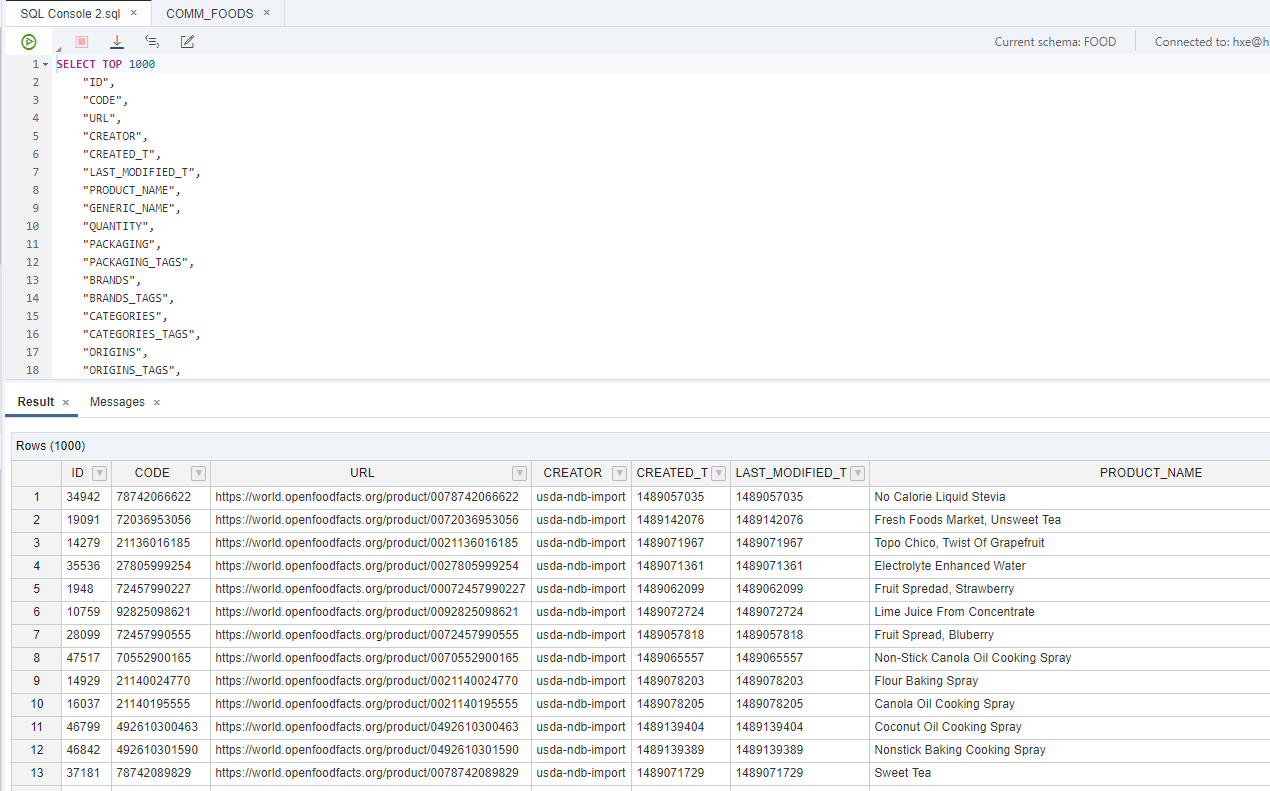 SQL Console 2.sql × COMM_FOODS ×
Current schema: FOOD Connected to: hxe@h
1 SELECT TOP 1000
2 "ID",
3 "CODE",
4 "URL",
5 "CREATOR",
6 "CREATED_T",
7 "LAST_MODIFIED_T",
8 "PRODUCT_NAME",
9 "GENERIC_NAME",
10 "QUANTITY",
11 "PACKAGING",
12 "PACKAGING_TAGS",
13 "BRANDS",
14 "BRANDS_TAGS",
15 "CATEGORIES",
16 "CATEGORIES_TAGS",
17 "ORIGINS",
18 "ORIGINS_TAGS",
Result × Messages ×
Rows (1000)
ID CODE URL CREATOR CREATED_T LAST_MODIFIED_T PRODUCT_NAME
1 34942 78742066622 https://world.openfoodfacts.org/product/0078742066622 usda-ndb-import 1489057035 1489057035 No Calorie Liquid Stevia
2 19091 72036953056 https://world.openfoodfacts.org/product/0072036953056 usda-ndb-import 1489142076 1489142076 Fresh Foods Market, Unsweet Tea
3 14279 21136016185 https://world.openfoodfacts.org/product/0021136016185 usda-ndb-import 1489071967 1489071967 Topo Chico, Twist Of Grapefruit
4 35536 27805999254 https://world.openfoodfacts.org/product/0027805999254 usda-ndb-import 1489071361 1489071361 Electrolyte Enhanced Water
5 1948 72457990227 https://world.openfoodfacts.org/product/00072457990227 usda-ndb-import 1489062099 1489062099 Fruit Spredad, Strawberry
6 10759 92825098621 https://world.openfoodfacts.org/product/0092825098621 usda-ndb-import 1489072724 1489072724 Lime Juice From Concentrate
7 28099 72457990555 https://world.openfoodfacts.org/product/0072457990555 usda-ndb-import 1489057818 1489057818 Fruit Spread, Bluberry
8 47517 70552900165 https://world.openfoodfacts.org/product/0070552900165 usda-ndb-import 1489065557 1489065557 Non-Stick Canola Oil Cooking Spray
9 14929 21140024770 https://world.openfoodfacts.org/product/0021140024770 usda-ndb-import 1489078203 1489078203 Flour Baking Spray
10 16037 21140195555 https://world.openfoodfacts.org/product/0021140195555 usda-ndb-import 1489078205 1489078205 Canola Oil Cooking Spray
11 46799 492610300463 https://world.openfoodfacts.org/product/0492610300463 usda-ndb-import 1489139404 1489139404 Coconut Oil Cooking Spray
12 46842 492610301590 https://world.openfoodfacts.org/product/0492610301590 usda-ndb-import 1489139389 1489139389 Nonstick Baking Cooking Spray
13 37181 78742089829 https://world.openfoodfacts.org/product/0078742089829 usda-ndb-import 1489071729 1489071729 Sweet Tea